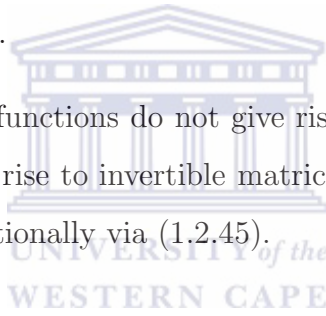 .
functions do not give ris
rise to invertible matric
tionally via (1.2.45).
UNIVERSITY of the
WESTERN CAPE